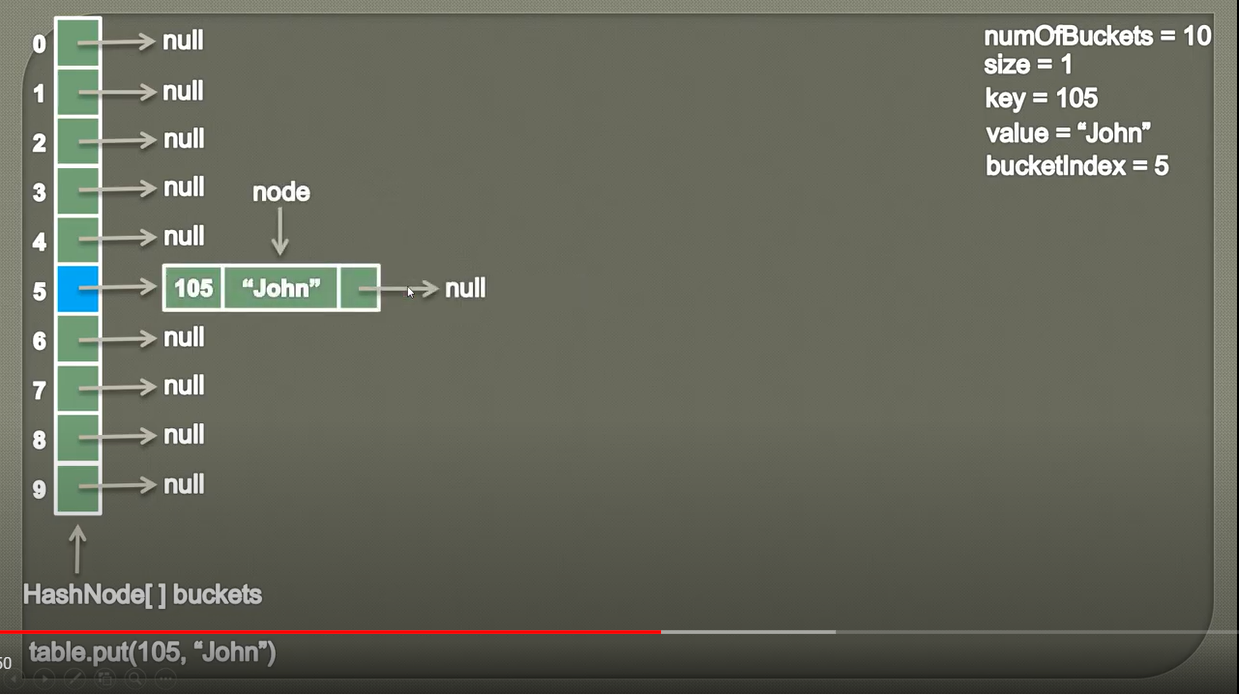 0 null
1 null
2 null
3 null
4 null
node
5 105 “John” null
6 null
7 null
8 null
9 null
HashNode[ ] buckets
table.put(105, “John”)
50
numOfBuckets = 10
size = 1
key = 105
value = “John”
bucketIndex = 5